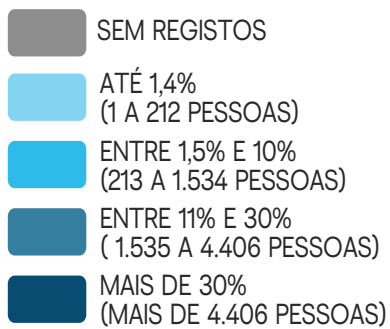 SEM REGISTOS
ATÉ 1,4%
(1 A 212 PESSOAS)
ENTRE 1,5% E 10%
(213 A 1.534 PESSOAS)
ENTRE 11% E 30%
( 1.535 A 4.406 PESSOAS)
MAIS DE 30%
(MAIS DE 4.406 PESSOAS)